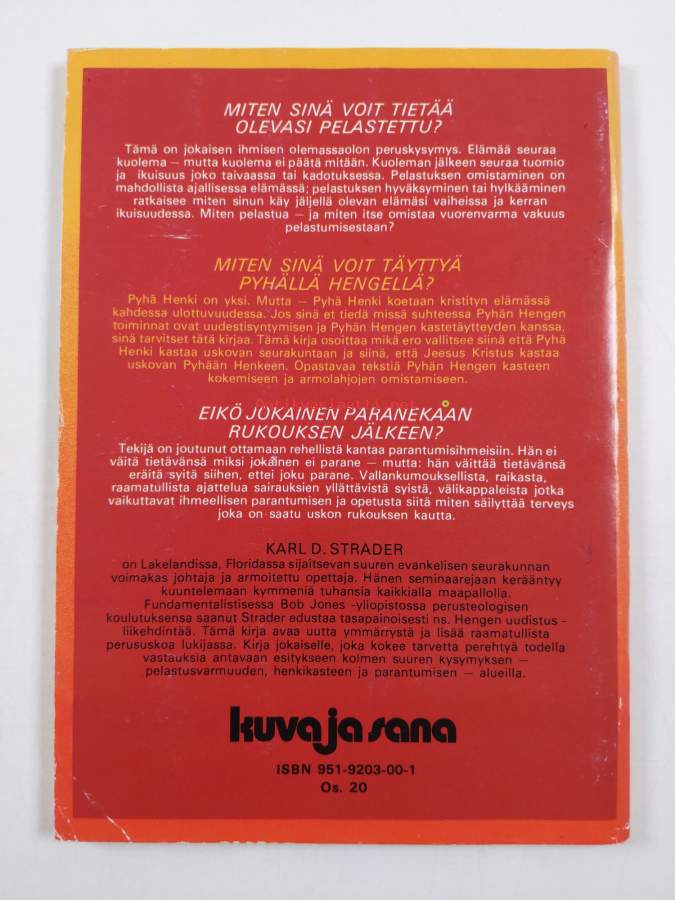 MITEN SINÄ VOIT TIETÄÄ
OLEVASI PELASTETTU?
Tämä on jokaisen ihmisen olemassaolon peruskysymys. Elämää seuraa
kuolema — mutta kuolema ei päätä mitään. Kuoleman jälkeen seuraa tuomio
ja ikuisuus joko taivaassa tai kadotuksessa. Pelastuksen omistaminen on
mahdollista ajallisessa elämässä; pelastuksen hyväksyminen tai hylkääminen
ratkaisee miten sinun käy jäljellä olevan elämäsi vaiheissa ja kerran
ikuisuudessa. Miten pelastua — ja miten itse omistaa vuorenvarma vakuus
pelastumisestaan?
MITEN SINÄ VOIT TÄYTTYÄ
PYHÄLLÄ HENGELLÄ?
Pyhä Henki on yksi. Mutta — Pyhä Henki koetaan kristityn elämässä
kahdessa ulottuvuudessa. Jos sinä et tiedä missä suhteessa Pyhän Hengen
toiminnat ovat uudestisyntymisen ja Pyhän Hengen kastetäytteyden kanssa,
sinä tarvitset tätä kirjaa. Tämä kirja osoittaa mikä ero vallitsee siinä että Pyhä
Henki kastaa uskovan seurakuntaan ja siinä, että Jeesus Kristus kastaa
uskovan Pyhään Henkeen. Opastavaa tekstiä Pyhän Hengen kasteen
kokemiseen ja armolahjojen omistamiseen.
EIKÖ JOKAINEN PARANEKAAN
RUKOUKSEN JÄLKEEN?
Tekijä on joutunut ottamaan rehellistä kantaa parantumisihmeisiin. Hän ei
väitä tietävänsä miksi jokainen ei parane — mutta: hän väittää tietävänsä
eräitä syitä siihen, ettei joku parane. Vallankumouksellista, raikasta,
raamatullista ajattelua sairauksien yllättävistä syistä, välikappaleista jotka
vaikuttavat ihmeellisen parantumisen ja opetusta siitä miten säilyttää terveys
joka on saatu uskon rukouksen kautta.
KARL D. STRADER
on Lakelandissa, Floridassa sijaitsevan suuren evankelisen seurakunnan
voimakas johtaja ja armoitettu opettaja. Hänen seminaarejaan kerääntyy
kuuntelemaan kymmeniä tuhansia kaikkialla maapallolla.
Fundamentalistisessa Bob Jones -yliopistossa perusteologisen
koulutuksensa saanut Strader edustaa tasapainoisesti ns. Hengen uudistus -
liikehdintää. Tämä kirja avaa uutta ymmärrystä ja lisää raamatullista
perususkoa lukijassa. Kirja jokaiselle, joka kokee tarvetta perehtyä todella
vastauksia antavaan esitykseen kolmen suuren kysymyksen —
pelastusvarmuuden, henkikasteen ja parantumisen — alueilla.
kuva ja sana
ISBN 951-9203-00-1
Os. 20